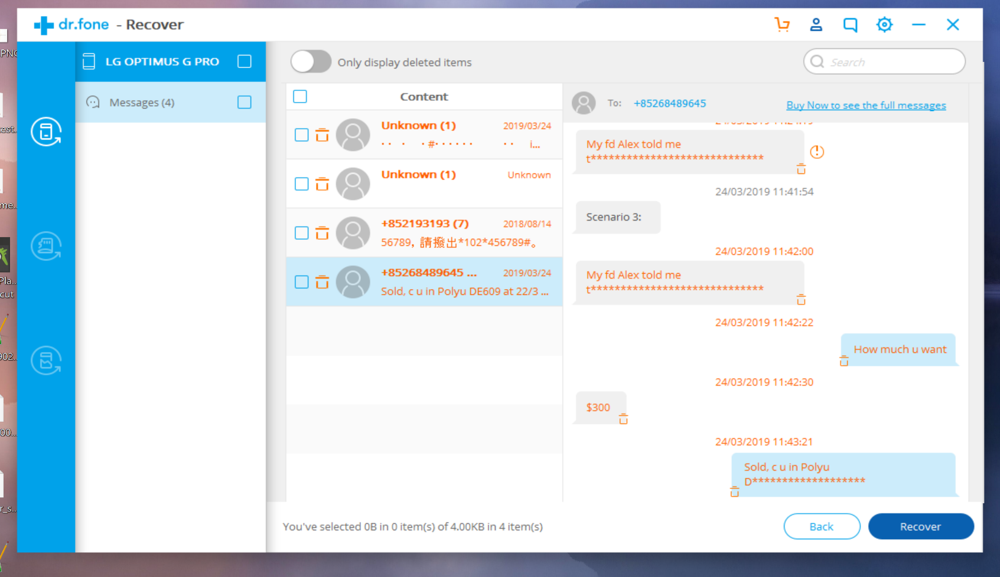 dr.fone - Recover
LG OPTIMUS G PRO
Messages (4)
Only display deleted items
Search
Content
Unknown (1) 2019/03/24
#
i...
Unknown (1) Unknown
+852193193 (7) 2018/08/14
56789, 請撥出*102*456789#。
+85268489645 ... 2019/03/24
Sold, c u in Polyu DE609 at 22/3 ...
To: +85268489645
Buy Now to see the full messages
My fd Alex told me
t*****************************
24/03/2019 11:41:54
Scenario 3:
24/03/2019 11:42:00
My fd Alex told me
t*****************************
24/03/2019 11:42:22
How much u want
24/03/2019 11:42:30
$300
24/03/2019 11:43:21
Sold, c u in Polyu
D*******************
You've selected 0B in 0 item(s) of 4.00KB in 4 item(s)
Back
Recover
PNG
est.
me...
Pla...
cut
902...
00...
r_s...